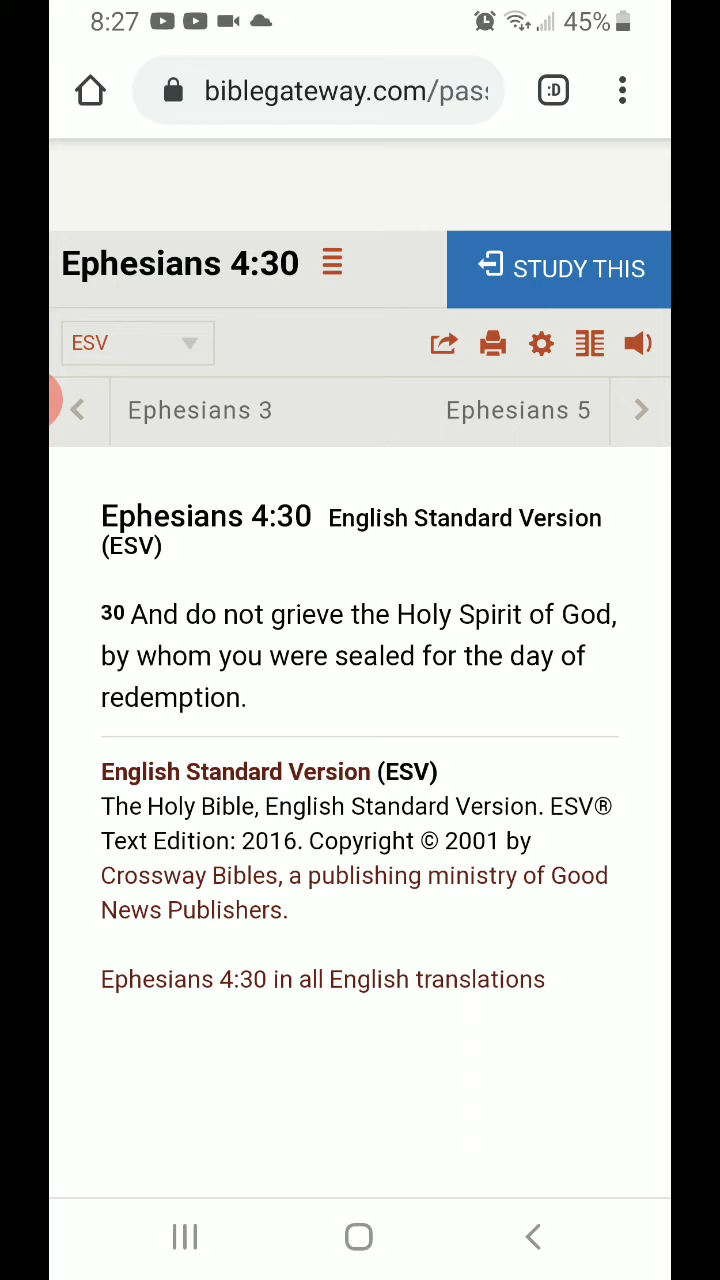 8:27 45%
biblegateway.com/pas :D
Ephesians 4:30 STUDY THIS
ESV
Ephesians 3 Ephesians 5
Ephesians 4:30 English Standard Version
(ESV)
30 And do not grieve the Holy Spirit of God,
by whom you were sealed for the day of
redemption.
English Standard Version (ESV)
The Holy Bible, English Standard Version. ESV®
Text Edition: 2016. Copyright © 2001 by
Crossway Bibles, a publishing ministry of Good
News Publishers.
Ephesians 4:30 in all English translations